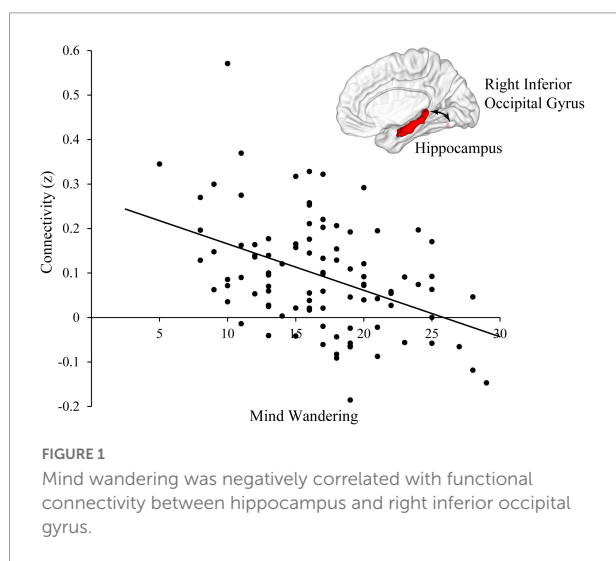 0.6
0.5
0.4
0.3
0.2
0.1
0
-0.1
-0.2
Connectivity (z)
5
10
15
20
25
30
Mind Wandering
Right Inferior
Occipital Gyrus
Hippocampus
FIGURE 1
Mind wandering was negatively correlated with functional
connectivity between hippocampus and right inferior occipital
gyrus.